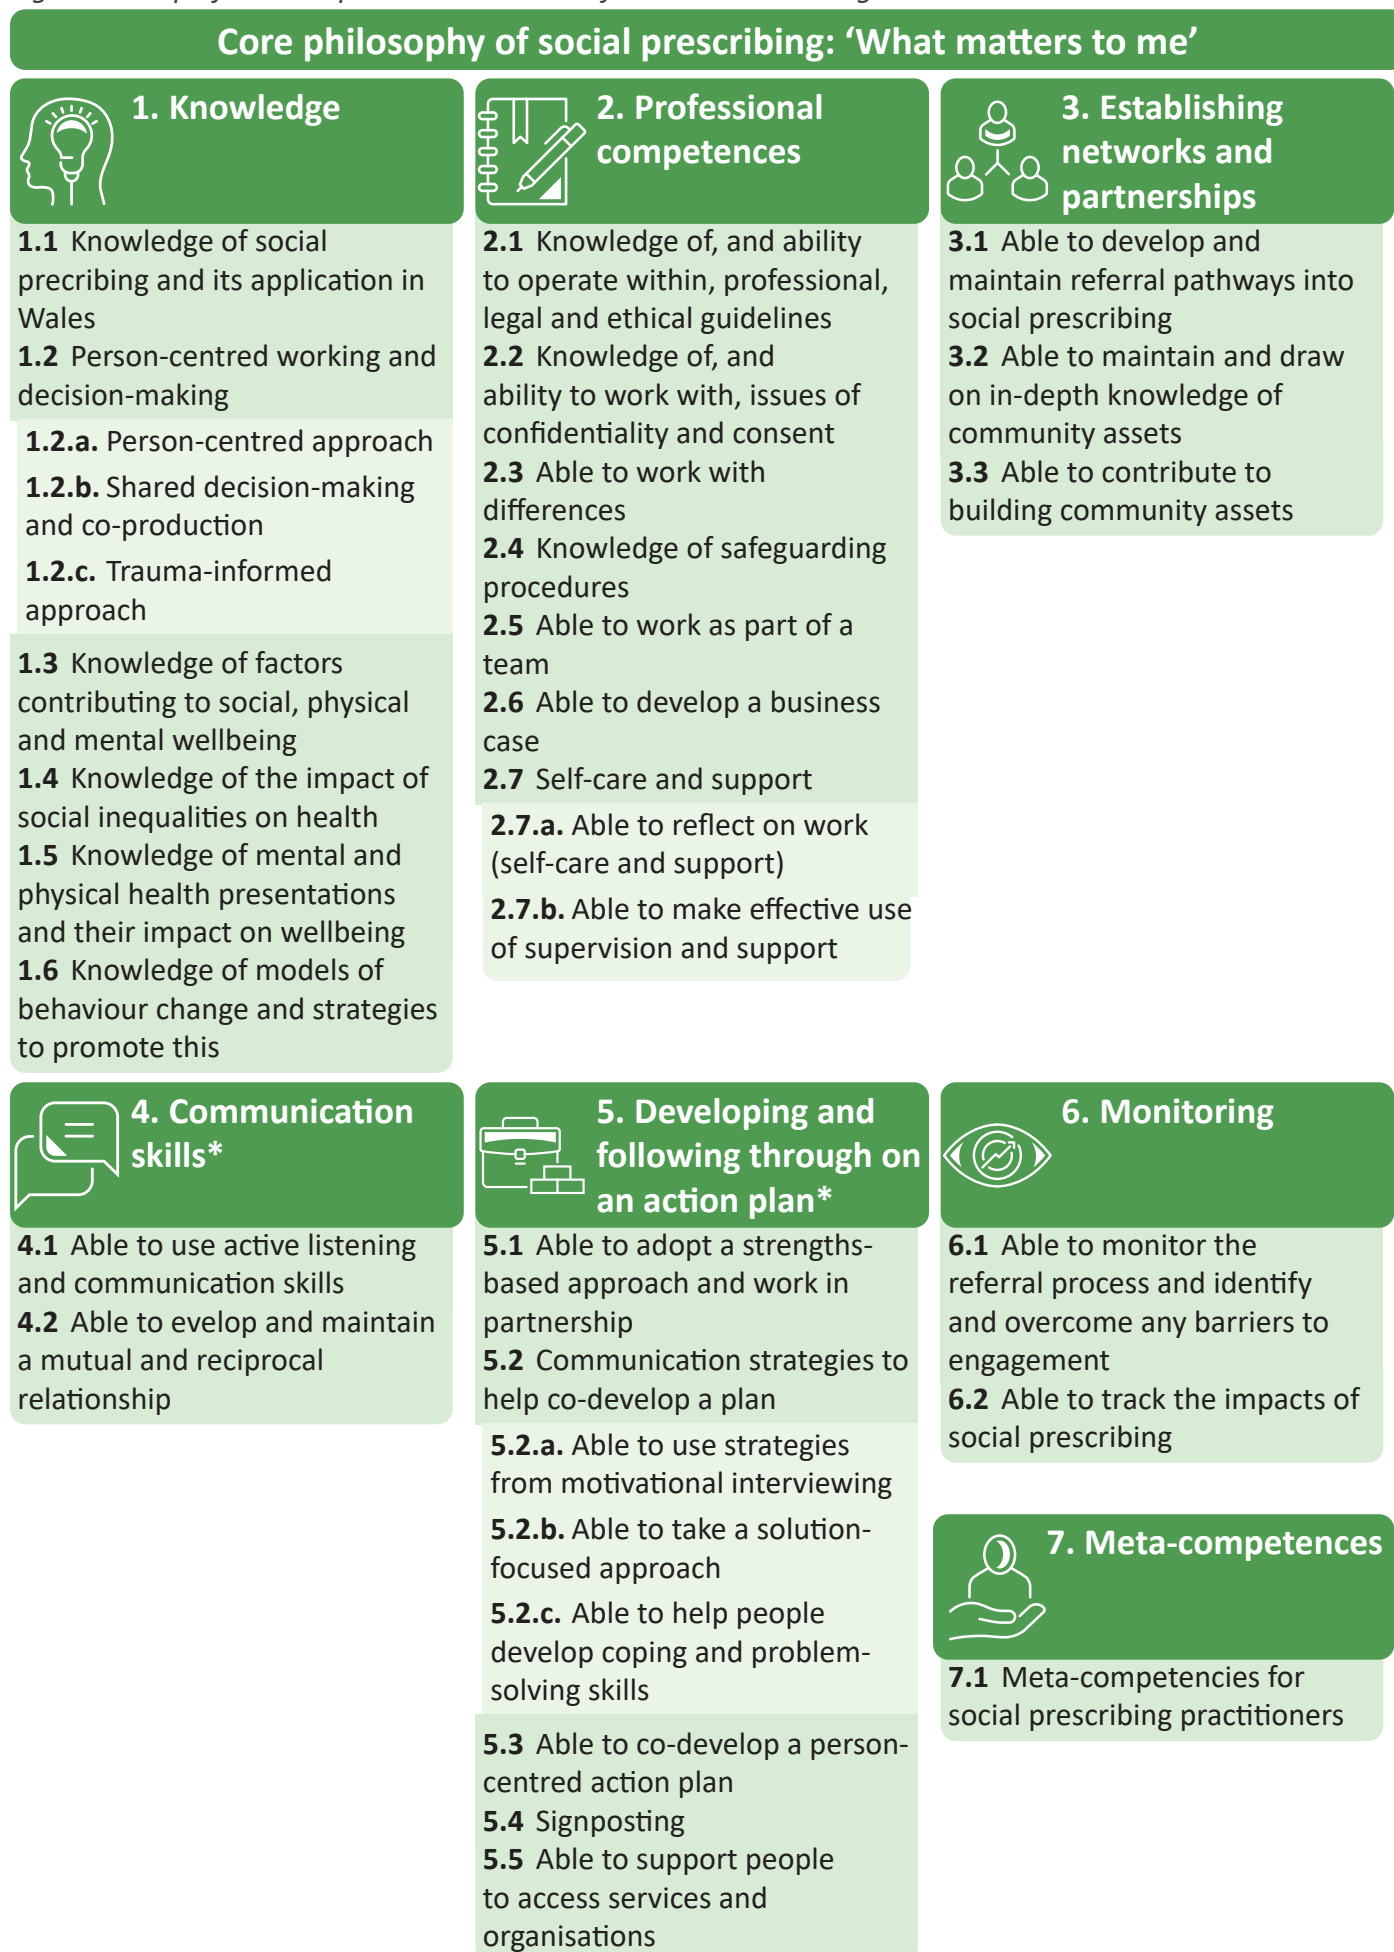 Core philosophy of social prescribing: ‘What matters to me’
1. Knowledge
1.1 Knowledge of social
precribing and its application in
Wales
1.2 Person-centred working and
decision-making
1.2.a. Person-centred approach
1.2.b. Shared decision-making
and co-production
1.2.c. Trauma-informed
approach
1.3 Knowledge of factors
contributing to social, physical
and mental wellbeing
1.4 Knowledge of the impact of
social inequalities on health
1.5 Knowledge of mental and
physical health presentations
and their impact on wellbeing
1.6 Knowledge of models of
behaviour change and strategies
to promote this
2. Professional
competences
2.1 Knowledge of, and ability
to operate within, professional,
legal and ethical guidelines
2.2 Knowledge of, and
ability to work with, issues of
confidentiality and consent
2.3 Able to work with
differences
2.4 Knowledge of safeguarding
procedures
2.5 Able to work as part of a
team
2.6 Able to develop a business
case
2.7 Self-care and support
2.7.a. Able to reflect on work
(self-care and support)
2.7.b. Able to make effective use
of supervision and support
3. Establishing
networks and
partnerships
3.1 Able to develop and
maintain referral pathways into
social prescribing
3.2 Able to maintain and draw
on in-depth knowledge of
community assets
3.3 Able to contribute to
building community assets
4. Communication
skills*
4.1 Able to use active listening
and communication skills
4.2 Able to evelop and maintain
a mutual and reciprocal
relationship
5. Developing and
following through on
an action plan*
5.1 Able to adopt a strengths-
based approach and work in
partnership
5.2 Communication strategies to
help co-develop a plan
5.2.a. Able to use strategies
from motivational interviewing
5.2.b. Able to take a solution-
focused approach
5.2.c. Able to help people
develop coping and problem-
solving skills
5.3 Able to co-develop a person-
centred action plan
5.4 Signposting
5.5 Able to support people
to access services and
organisations
6. Monitoring
6.1 Able to monitor the
referral process and identify
and overcome any barriers to
engagement
6.2 Able to track the impacts of
social prescribing
7. Meta-competences
7.1 Meta-competencies for
social prescribing practitioners